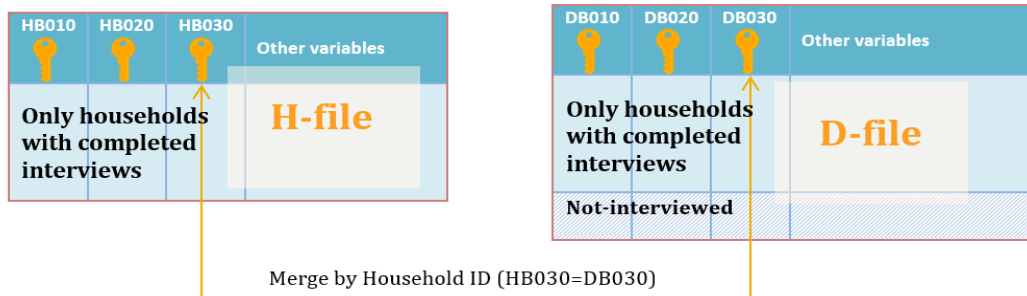 HB010 HB020 HB030 Other variables
Only households
with completed
interviews
H-file
DB010 DB020 DB030 Other variables
Only households
with completed
interviews
D-file
Not-interviewed
Merge by Household ID (HB030=DB030)